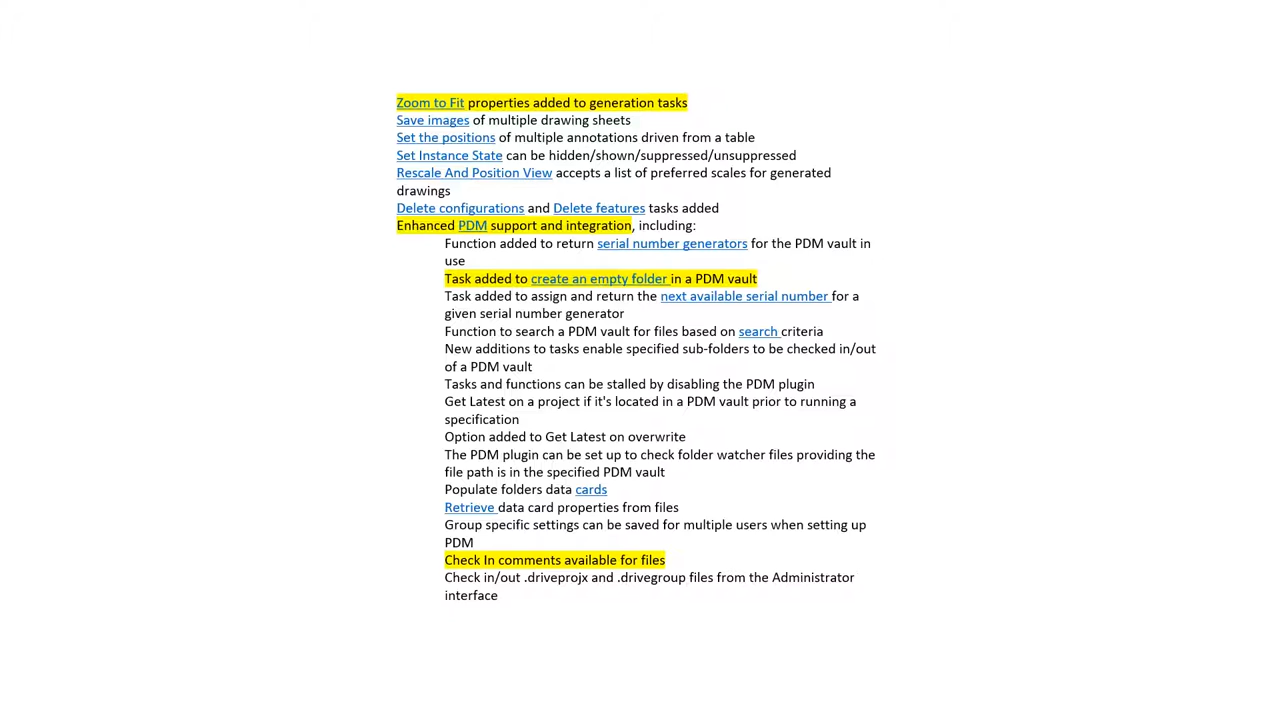 Zoom to Fit properties added to generation tasks
Save images of multiple drawing sheets
Set the positions of multiple annotations driven from a table
Set Instance State can be hidden/shown/suppressed/unsuppressed
Rescale And Position View accepts a list of preferred scales for generated
drawings
Delete configurations and Delete features tasks added
Enhanced PDM support and integration, including:
Function added to return serial number generators for the PDM vault in
use
Task added to create an empty folder in a PDM vault
Task added to assign and return the next available serial number for a
given serial number generator
Function to search a PDM vault for files based on search criteria
New additions to tasks enable specified sub-folders to be checked in/out
of a PDM vault
Tasks and functions can be stalled by disabling the PDM plugin
Get Latest on a project if it's located in a PDM vault prior to running a
specification
Option added to Get Latest on overwrite
The PDM plugin can be set up to check folder watcher files providing the
file path is in the specified PDM vault
Populate folders data cards
Retrieve data card properties from files
Group specific settings can be saved for multiple users when setting up
PDM
Check In comments available for files
Check in/out .driveprojx and .drivegroup files from the Administrator
interface